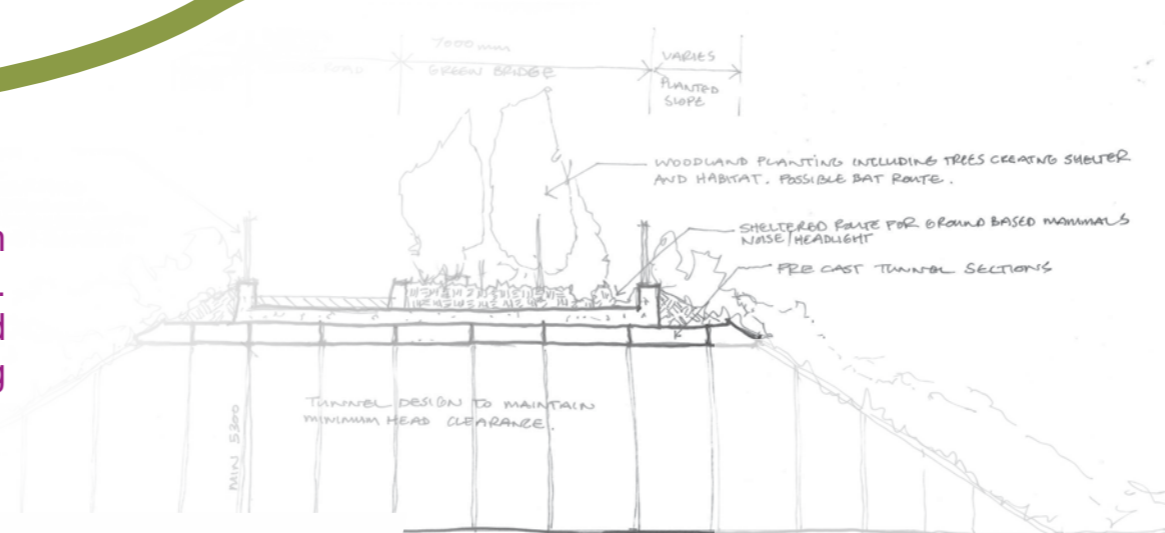 7000mm
GREEN BRIDGE
VARIES
PLANTED
SLOPE
WOODLAND PLANTING INCLUDING TREES CREATNG SHELTER
AND HABITAT. POSSIBLE BAT ROUTE.
SHELTERED ROUTE FOR GROUND BASED MAMMALS
NOISE/HEADLIGHT
PRE CAST TUNNEL SECTIONS
TUNNEL DESIGN TO MAINTAIN
MINIMUM HEAD CLEARANCE.
MIN 5300
n
.
d
g